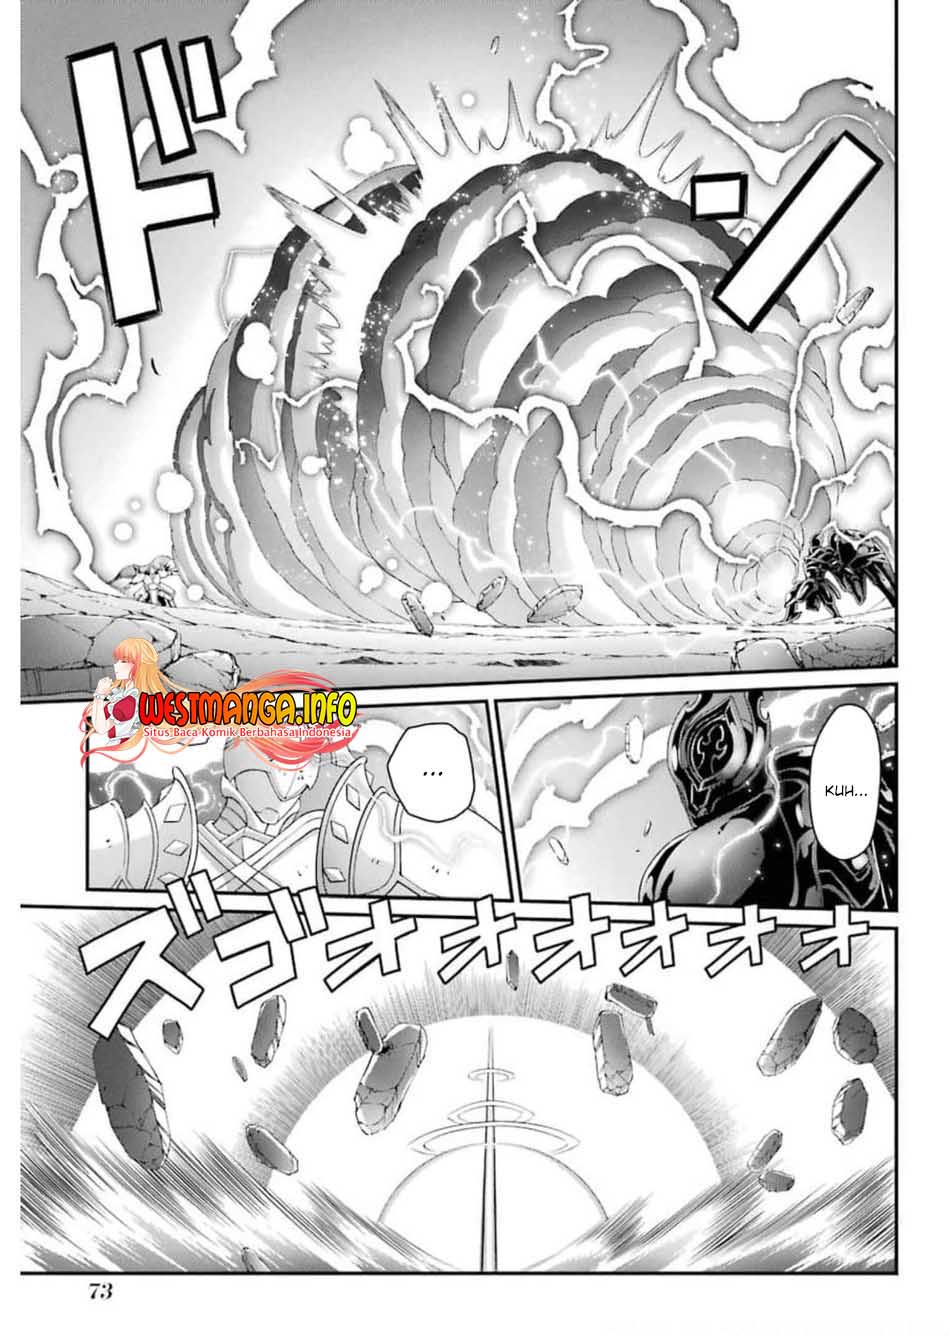 ドン
WESTMANGA.INFO
Situs Baca Komik Berbahasa Indonesia
...
KUH...
ズゴオオオオオオ
73